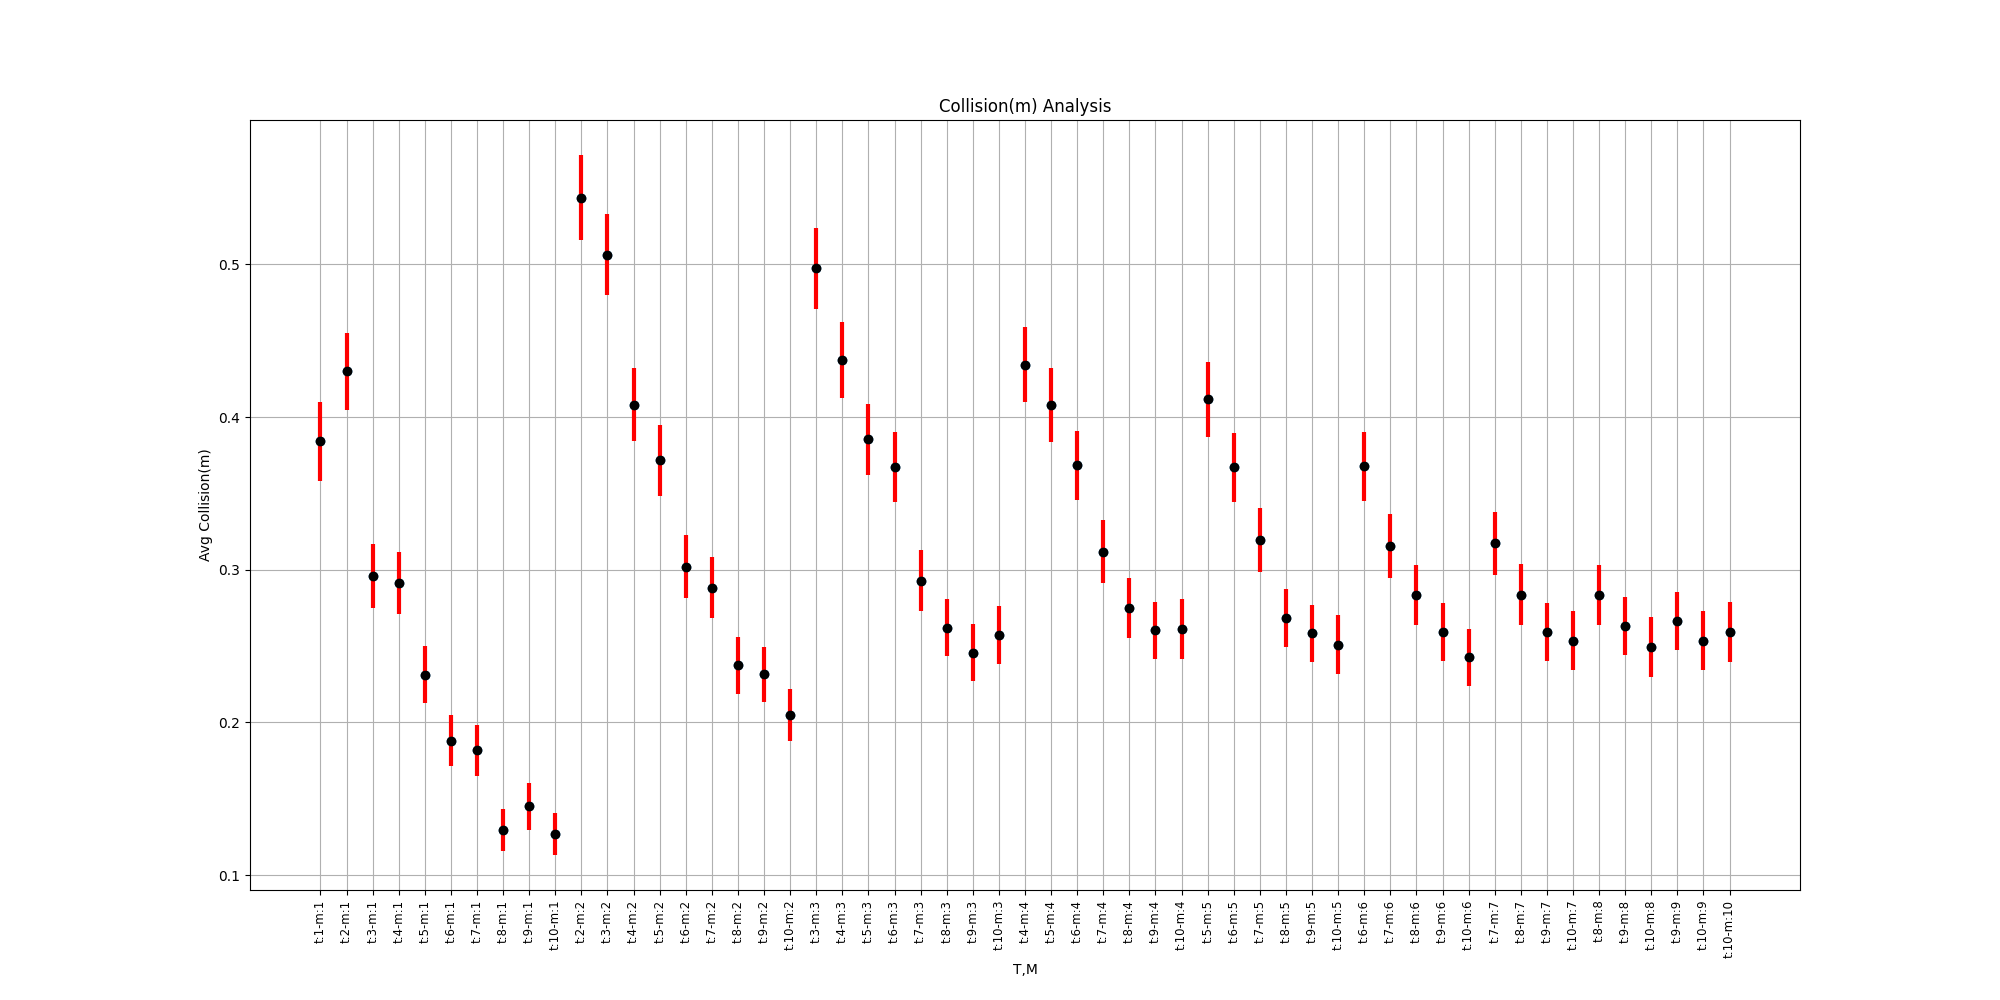 Collision(m) Analysis
Avg Collision(m)
0.5
0.4
0.3
0.2
0.1
t:1-m:1
t:2-m:1
t:3-m:1
t:4-m:1
t:5-m:1
t:6-m:1
t:7-m:1
t:8-m:1
t:9-m:1
t:10-m:1
t:2-m:2
t:3-m:2
t:4-m:2
t:5-m:2
t:6-m:2
t:7-m:2
t:8-m:2
t:9-m:2
t:10-m:2
t:3-m:3
t:4-m:3
t:5-m:3
t:6-m:3
t:7-m:3
t:8-m:3
t:9-m:3
t:10-m:3
t:4-m:4
t:5-m:4
t:6-m:4
t:7-m:4
t:8-m:4
t:9-m:4
t:10-m:4
t:5-m:5
t:6-m:5
t:7-m:5
t:8-m:5
t:9-m:5
t:10-m:5
t:6-m:6
t:7-m:6
t:8-m:6
t:9-m:6
t:10-m:6
t:7-m:7
t:8-m:7
t:9-m:7
t:10-m:7
t:8-m:8
t:9-m:8
t:10-m:8
t:9-m:9
t:10-m:9
t:10-m:10
T,M